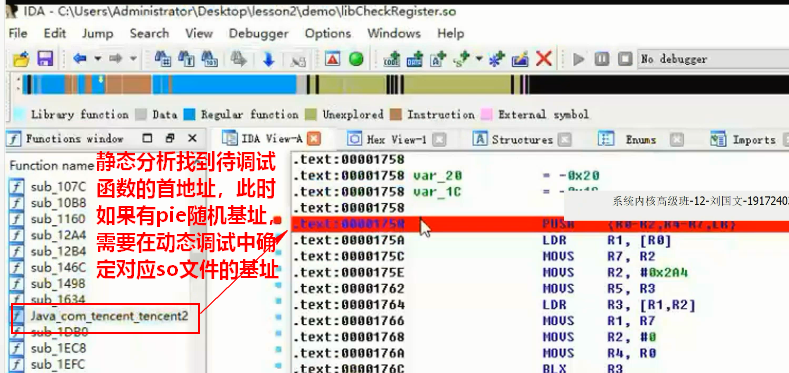 IDA - C:\Users\Administrator\Desktop\lesson2\demo\libCheckRegister.so
File Edit Jump Search View Debugger Options Windows Help
No debugger
Library function Data Regular function Unexplored Instruction External symbol
Functions window
IDA View-A Hex View-1 Structures Enums Imports
Function name
sub_107C
sub_10B8
sub_1160
sub_12A4
sub_12B4
sub_146C
sub_1498
sub_1634
Java_com_tencent_tencent2
sub_1DB0
sub_1EC8
sub_1EFC
静态分析找到待调试
函数的首地址，此时
如果有pie随机基址，
需要在动态调试中确
定对应so文件的基址
.text:00001758
.text:00001758 var_20 = -0x20
.text:00001758 var_1C
.text:00001758
系统内核高级班-12-刘国文-1917240
.text:00001758 PUSH {R0-R2,R4-R7,LR}
.text:0000175A LDR R1, [R0]
.text:0000175C MOVS R7, R2
.text:0000175E MOVS R2, #0x2A4
.text:00001762 MOVS R5, R3
.text:00001764 LDR R3, [R1,R2]
.text:00001766 MOVS R1, R7
.text:00001768 MOVS R2, #0
.text:0000176A MOVS R4, R0
.text:0000176C BLX R3